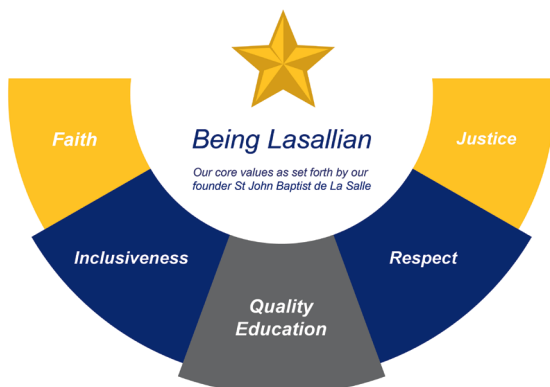 Being Lasallian
Our core values as set forth by our
founder St John Baptist de La Salle
Faith
Inclusiveness
Quality
Education
Respect
Justice